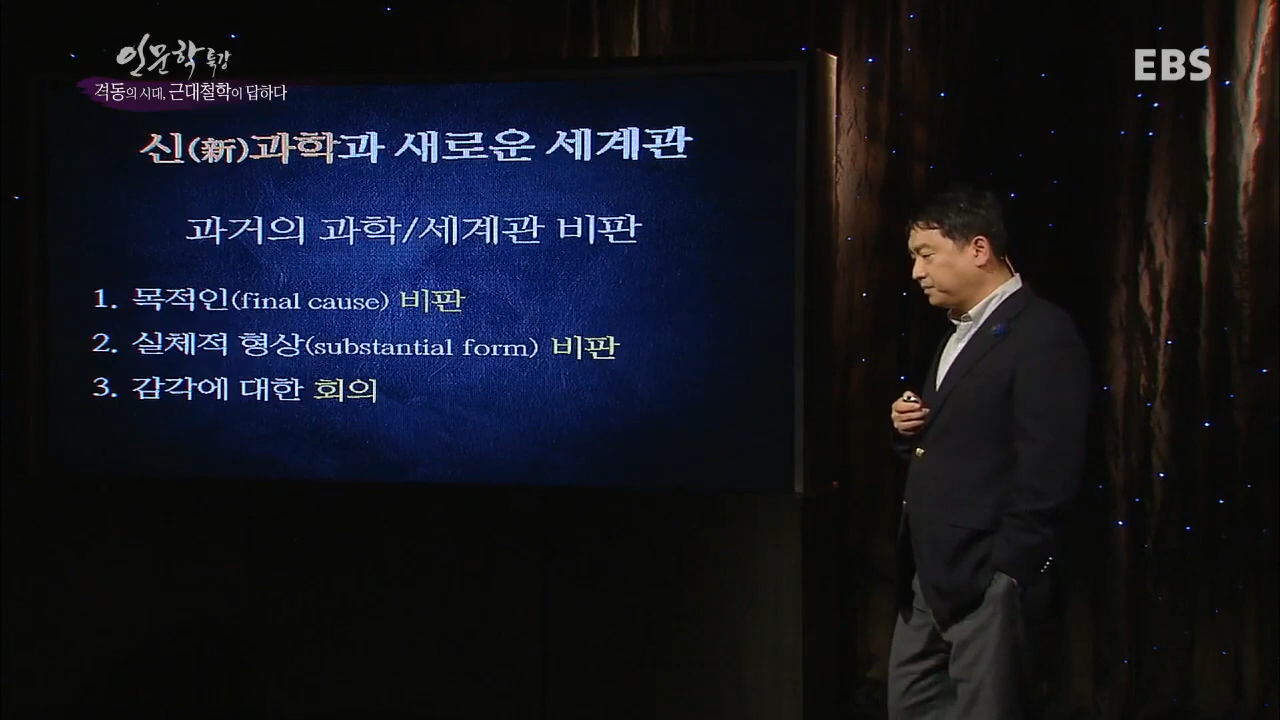 인문학 특강
격동의 시대, 근대철학이 답하다
EBS
신(新)과학과 새로운 세계관
과거의 과학/세계관 비판
1. 목적인(final cause) 비판
2. 실체적 형상(substantial form) 비판
3. 감각에 대한 회의